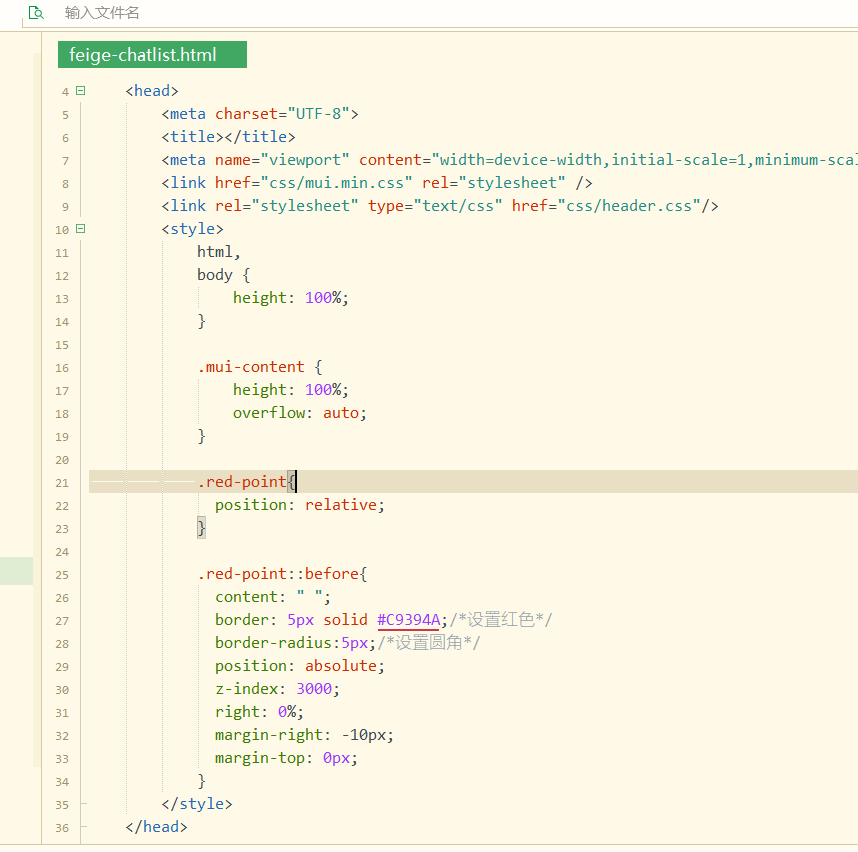 输入文件名
feige-chatlist.html
4 <head>
5 <meta charset="UTF-8">
6 <title></title>
7 <meta name="viewport" content="width=device-width,initial-scale=1,minimum-scal
8 <link href="css/mui.min.css" rel="stylesheet" />
9 <link rel="stylesheet" type="text/css" href="css/header.css"/>
10 <style>
11 html,
12 body {
13 height: 100%;
14 }
15
16 .mui-content {
17 height: 100%;
18 overflow: auto;
19 }
20
21 .red-point{
22 position: relative;
23 }
24
25 .red-point::before{
26 content: " ";
27 border: 5px solid #C9394A;/*设置红色*/
28 border-radius:5px;/*设置圆角*/
29 position: absolute;
30 z-index: 3000;
31 right: 0%;
32 margin-right: -10px;
33 margin-top: 0px;
34 }
35 </style>
36 </head>